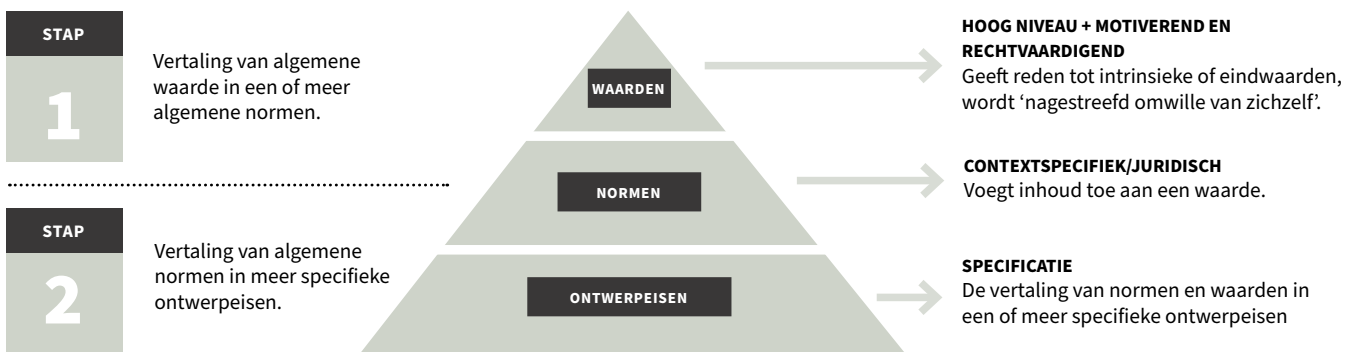 STAP
1
Vertaling van algemene
waarde in een of meer
algemene normen.
STAP
2
Vertaling van algemene
normen in meer specifieke
ontwerpeisen.
WAARDEN
NORMEN
ONTWERPEISEN
HOOG NIVEAU + MOTIVEREND EN
RECHTVAARDIGEND
Geeft reden tot intrinsieke of eindwaarden,
wordt ‘nagestreefd omwille van zichzelf’.
CONTEXTSPECIFIEK/JURIDISCH
Voegt inhoud toe aan een waarde.
SPECIFICATIE
De vertaling van normen en waarden in
een of meer specifieke ontwerpeisen